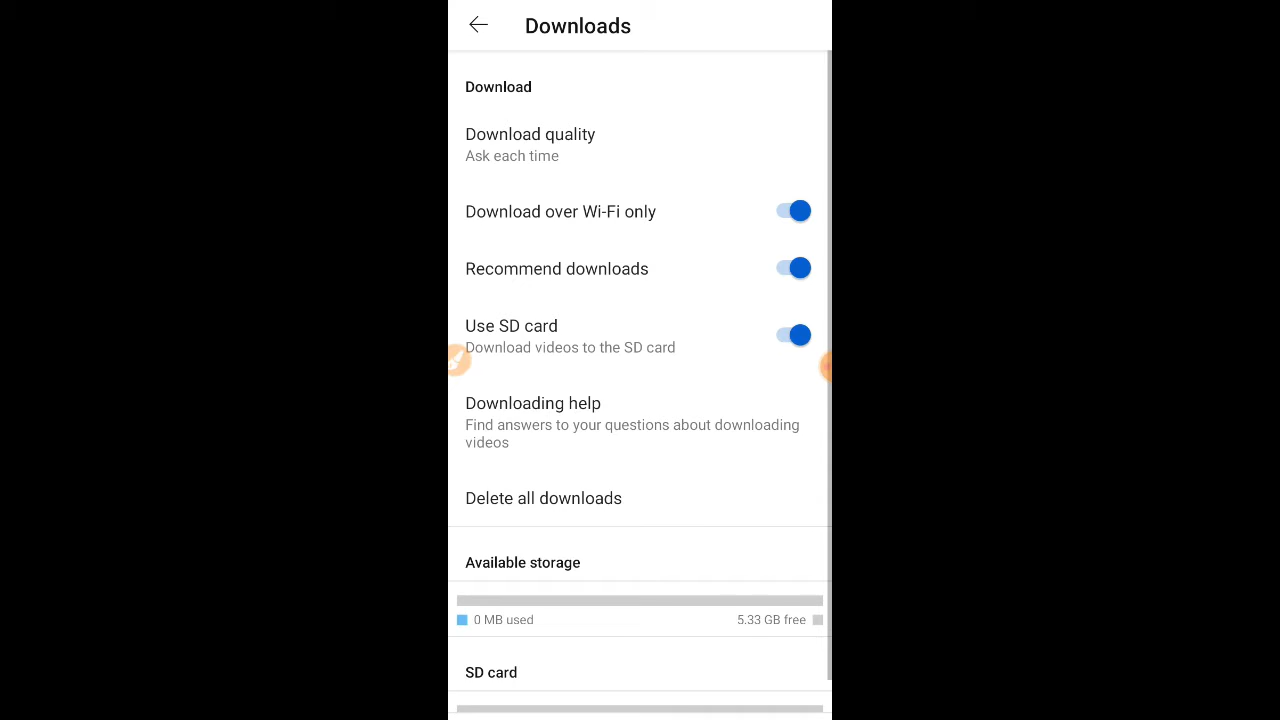 Downloads
Download
Download quality
Ask each time
Download over Wi-Fi only
Recommend downloads
Use SD card
Download videos to the SD card
Downloading help
Find answers to your questions about downloading
videos
Delete all downloads
Available storage
0 MB used 5.33 GB free
SD card